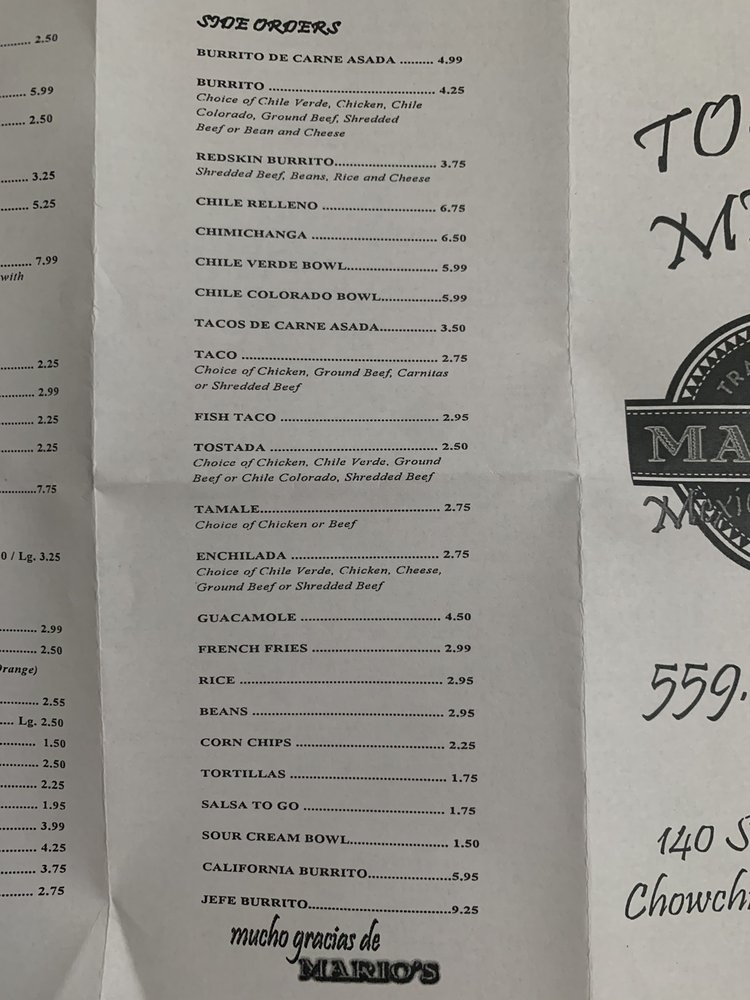 .......... 2.50
........ 5.99
....... 2.50
......... 3.25
......... 5.25
.......... 7.99
with
.......... 2.25
.......... 2.99
.......... 2.25
.......... 2.25
...........7.75
0 / Lg. 3.25
........... 2.99
........... 2.50
range)
............ 2.55
.... Lg. 2.50
........... 1.50
............ 2.50
............ 2.25
............ 1.95
............ 3.99
............ 4.25
............ 3.75
............ 2.75
SIDE ORDERS
BURRITO DE CARNE ASADA ......... 4.99
BURRITO ............................................ 4.25
Choice of Chile Verde, Chicken, Chile
Colorado, Ground Beef, Shredded
Beef or Bean and Cheese
REDSKIN BURRITO........................... 3.75
Shredded Beef, Beans, Rice and Cheese
CHILE RELLENO .............................. 6.75
CHIMICHANGA ................................. 6.50
CHILE VERDE BOWL........................ 5.99
CHILE COLORADO BOWL...............5.99
TACOS DE CARNE ASADA............... 3.50
TACO ................................................... 2.75
Choice of Chicken, Ground Beef, Carnitas
or Shredded Beef
FISH TACO .......................................... 2.95
TOSTADA ............................................ 2.50
Choice of Chicken, Chile Verde, Ground
Beef or Chile Colorado, Shredded Beef
TAMALE............................................... 2.75
Choice of Chicken or Beef
ENCHILADA ....................................... 2.75
Choice of Chile Verde, Chicken, Cheese,
Ground Beef or Shredded Beef
GUACAMOLE ..................................... 4.50
FRENCH FRIES .................................. 2.99
RICE ..................................................... 2.95
BEANS .................................................. 2.95
CORN CHIPS ....................................... 2.25
TORTILLAS ......................................... 1.75
SALSA TO GO ..................................... 1.75
SOUR CREAM BOWL.......................... 1.50
CALIFORNIA BURRITO......................5.95
JEFE BURRITO.....................................9.25
mucho gracias de
MARIO'S
TO
M
TRA
MA
Mexic
559.
140 S
Chowch